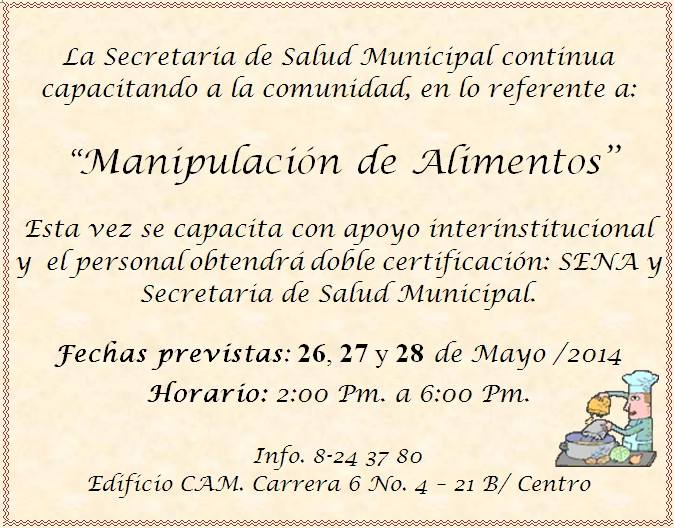 La Secretaria de Salud Municipal continua
capacitando a la comunidad, en lo referente a:
“Manipulación de Alimentos”
Esta vez se capacita con apoyo interinstitucional
y el personal obtendrá doble certificación: SENA y
Secretaria de Salud Municipal.
Fechas previstas: 26, 27 y 28 de Mayo /2014
Horario: 2:00 Pm. a 6:00 Pm.
Info. 8-24 37 80
Edificio CAM. Carrera 6 No. 4 – 21 B/ Centro